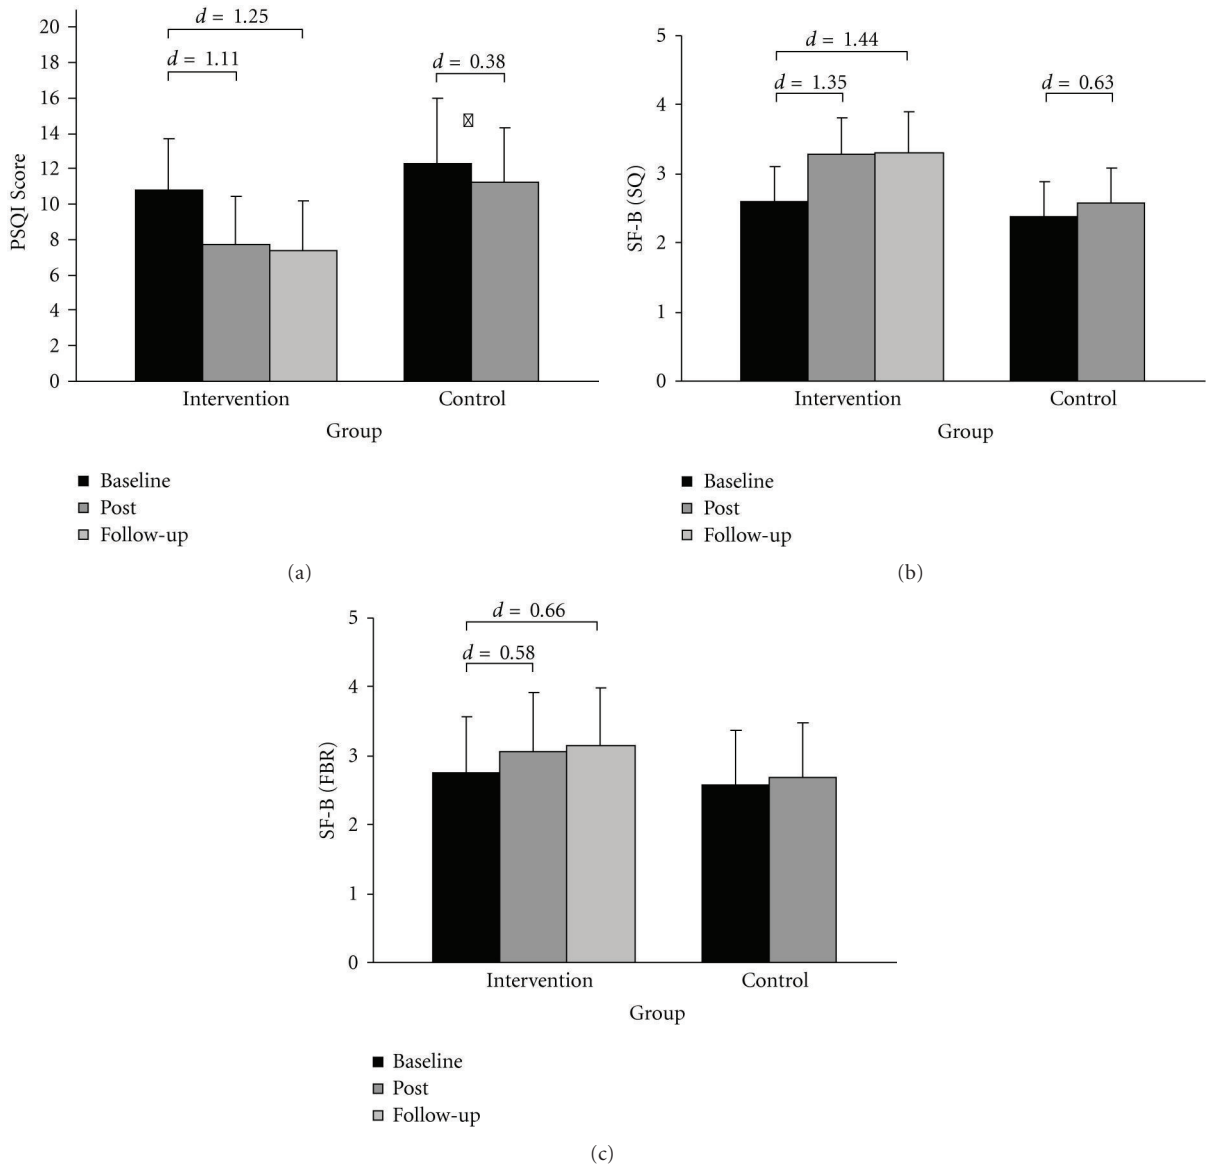 d = 1.25
d = 1.11
d = 0.38
20
18
16
14
12
10
8
6
4
2
0
PSQI Score
Intervention
Control
Group
Baseline
Post
Follow-up
(a)
d = 1.44
d = 1.35
d = 0.63
5
4
3
2
1
0
SF-B (SQ)
Intervention
Control
Group
Baseline
Post
Follow-up
(b)
d = 0.66
d = 0.58
5
4
3
2
1
0
SF-B (FBR)
Intervention
Control
Group
Baseline
Post
Follow-up
(c)